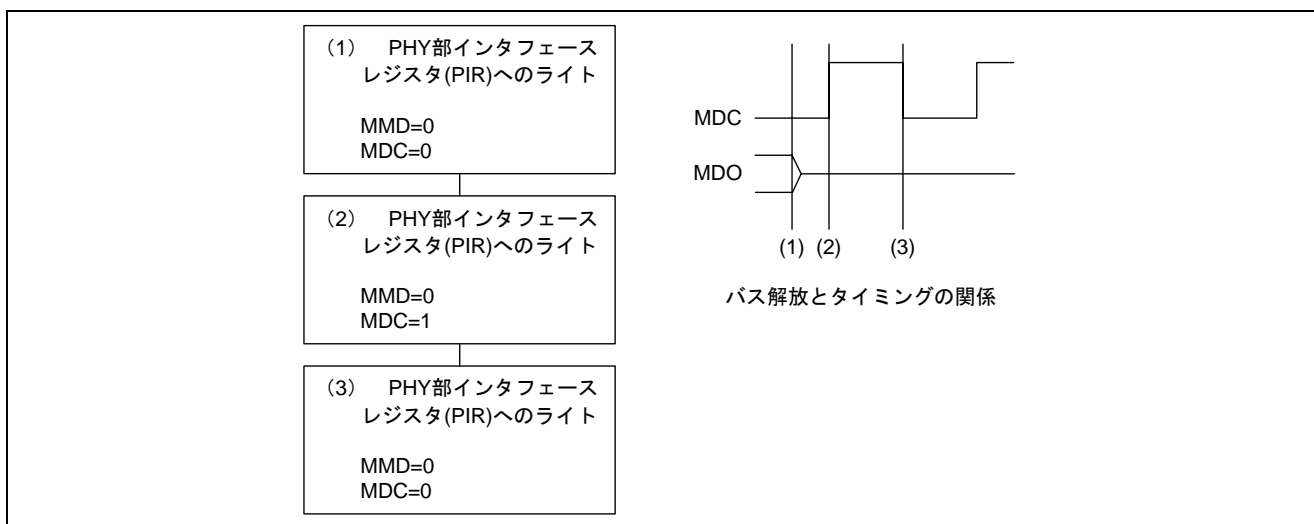 （1） PHY部インタフェース
レジスタ(PIR)へのライト
MMD=0
MDC=0
（2） PHY部インタフェース
レジスタ(PIR)へのライト
MMD=0
MDC=1
（3） PHY部インタフェース
レジスタ(PIR)へのライト
MMD=0
MDC=0
MDC
MDO
(1) (2) (3)
バス解放とタイミングの関係